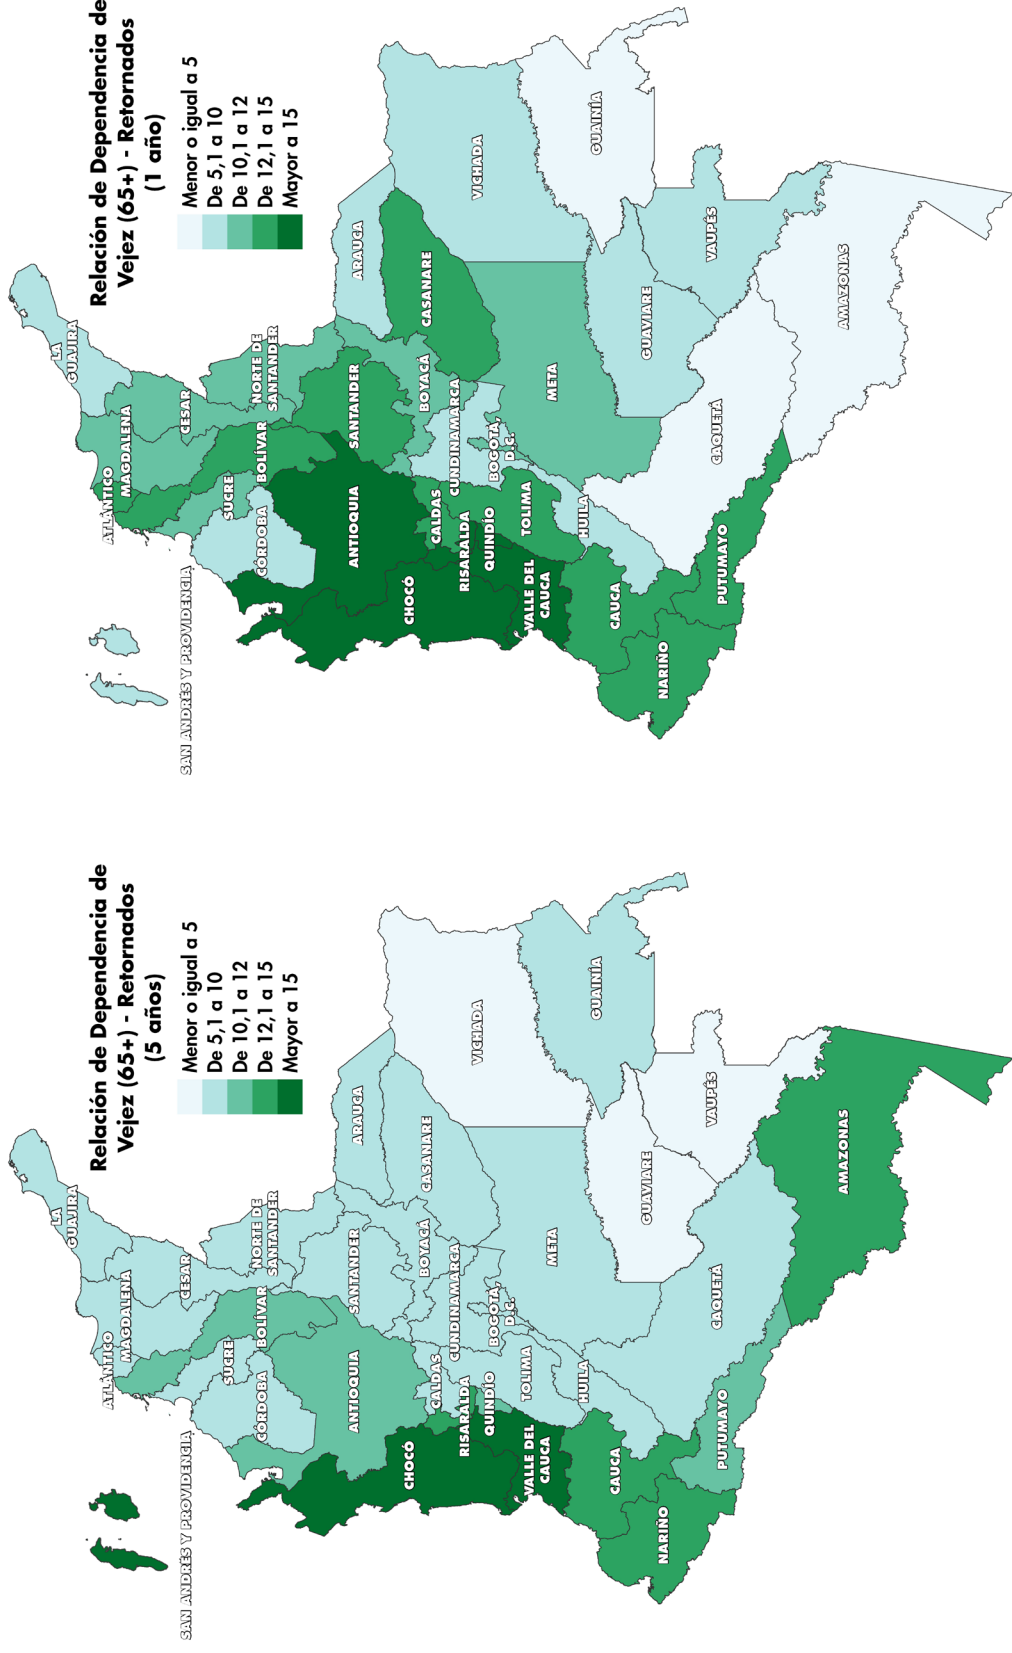 Relación de Dependencia de
Vejez (65+) - Retornados
(5 años)
Menor o igual a 5
De 5,1 a 10
De 10,1 a 12
De 12,1 a 15
Mayor a 15
SAN ANDRÉS Y PROVIDENCIA
LA
GUAJIRA
ATLÁNTICO
MAGDALENA
CESAR
SUCRE
BOLÍVAR
NORTE DE
SANTANDER
CÓRDOBA
ANTIOQUIA
SANTANDER
ARAUCA
CHOCÓ
CALDAS
BOYACÁ
CASANARE
RISARALDA
CUNDINAMARCA
VICHADA
QUINDÍO
BOGOTÁ,
D.C.
VALLE DEL
CAUCA
TOLIMA
META
HUILA
GUAINÍA
CAUCA
GUAVIARE
NARIÑO
PUTUMAYO
CAQUETÁ
VAUPÉS
AMAZONAS
Relación de Dependencia de
Vejez (65+) - Retornados
(1 año)
Menor o igual a 5
De 5,1 a 10
De 10,1 a 12
De 12,1 a 15
Mayor a 15
SAN ANDRÉS Y PROVIDENCIA
LA
GUAJIRA
ATLÁNTICO
MAGDALENA
CESAR
SUCRE
BOLÍVAR
NORTE DE
SANTANDER
CÓRDOBA
ANTIOQUIA
SANTANDER
ARAUCA
CHOCÓ
CALDAS
BOYACÁ
CASANARE
RISARALDA
CUNDINAMARCA
VICHADA
QUINDÍO
BOGOTÁ,
D.C.
VALLE DEL
CAUCA
TOLIMA
META
HUILA
GUAINÍA
CAUCA
GUAVIARE
NARIÑO
PUTUMAYO
CAQUETÁ
VAUPÉS
AMAZONAS